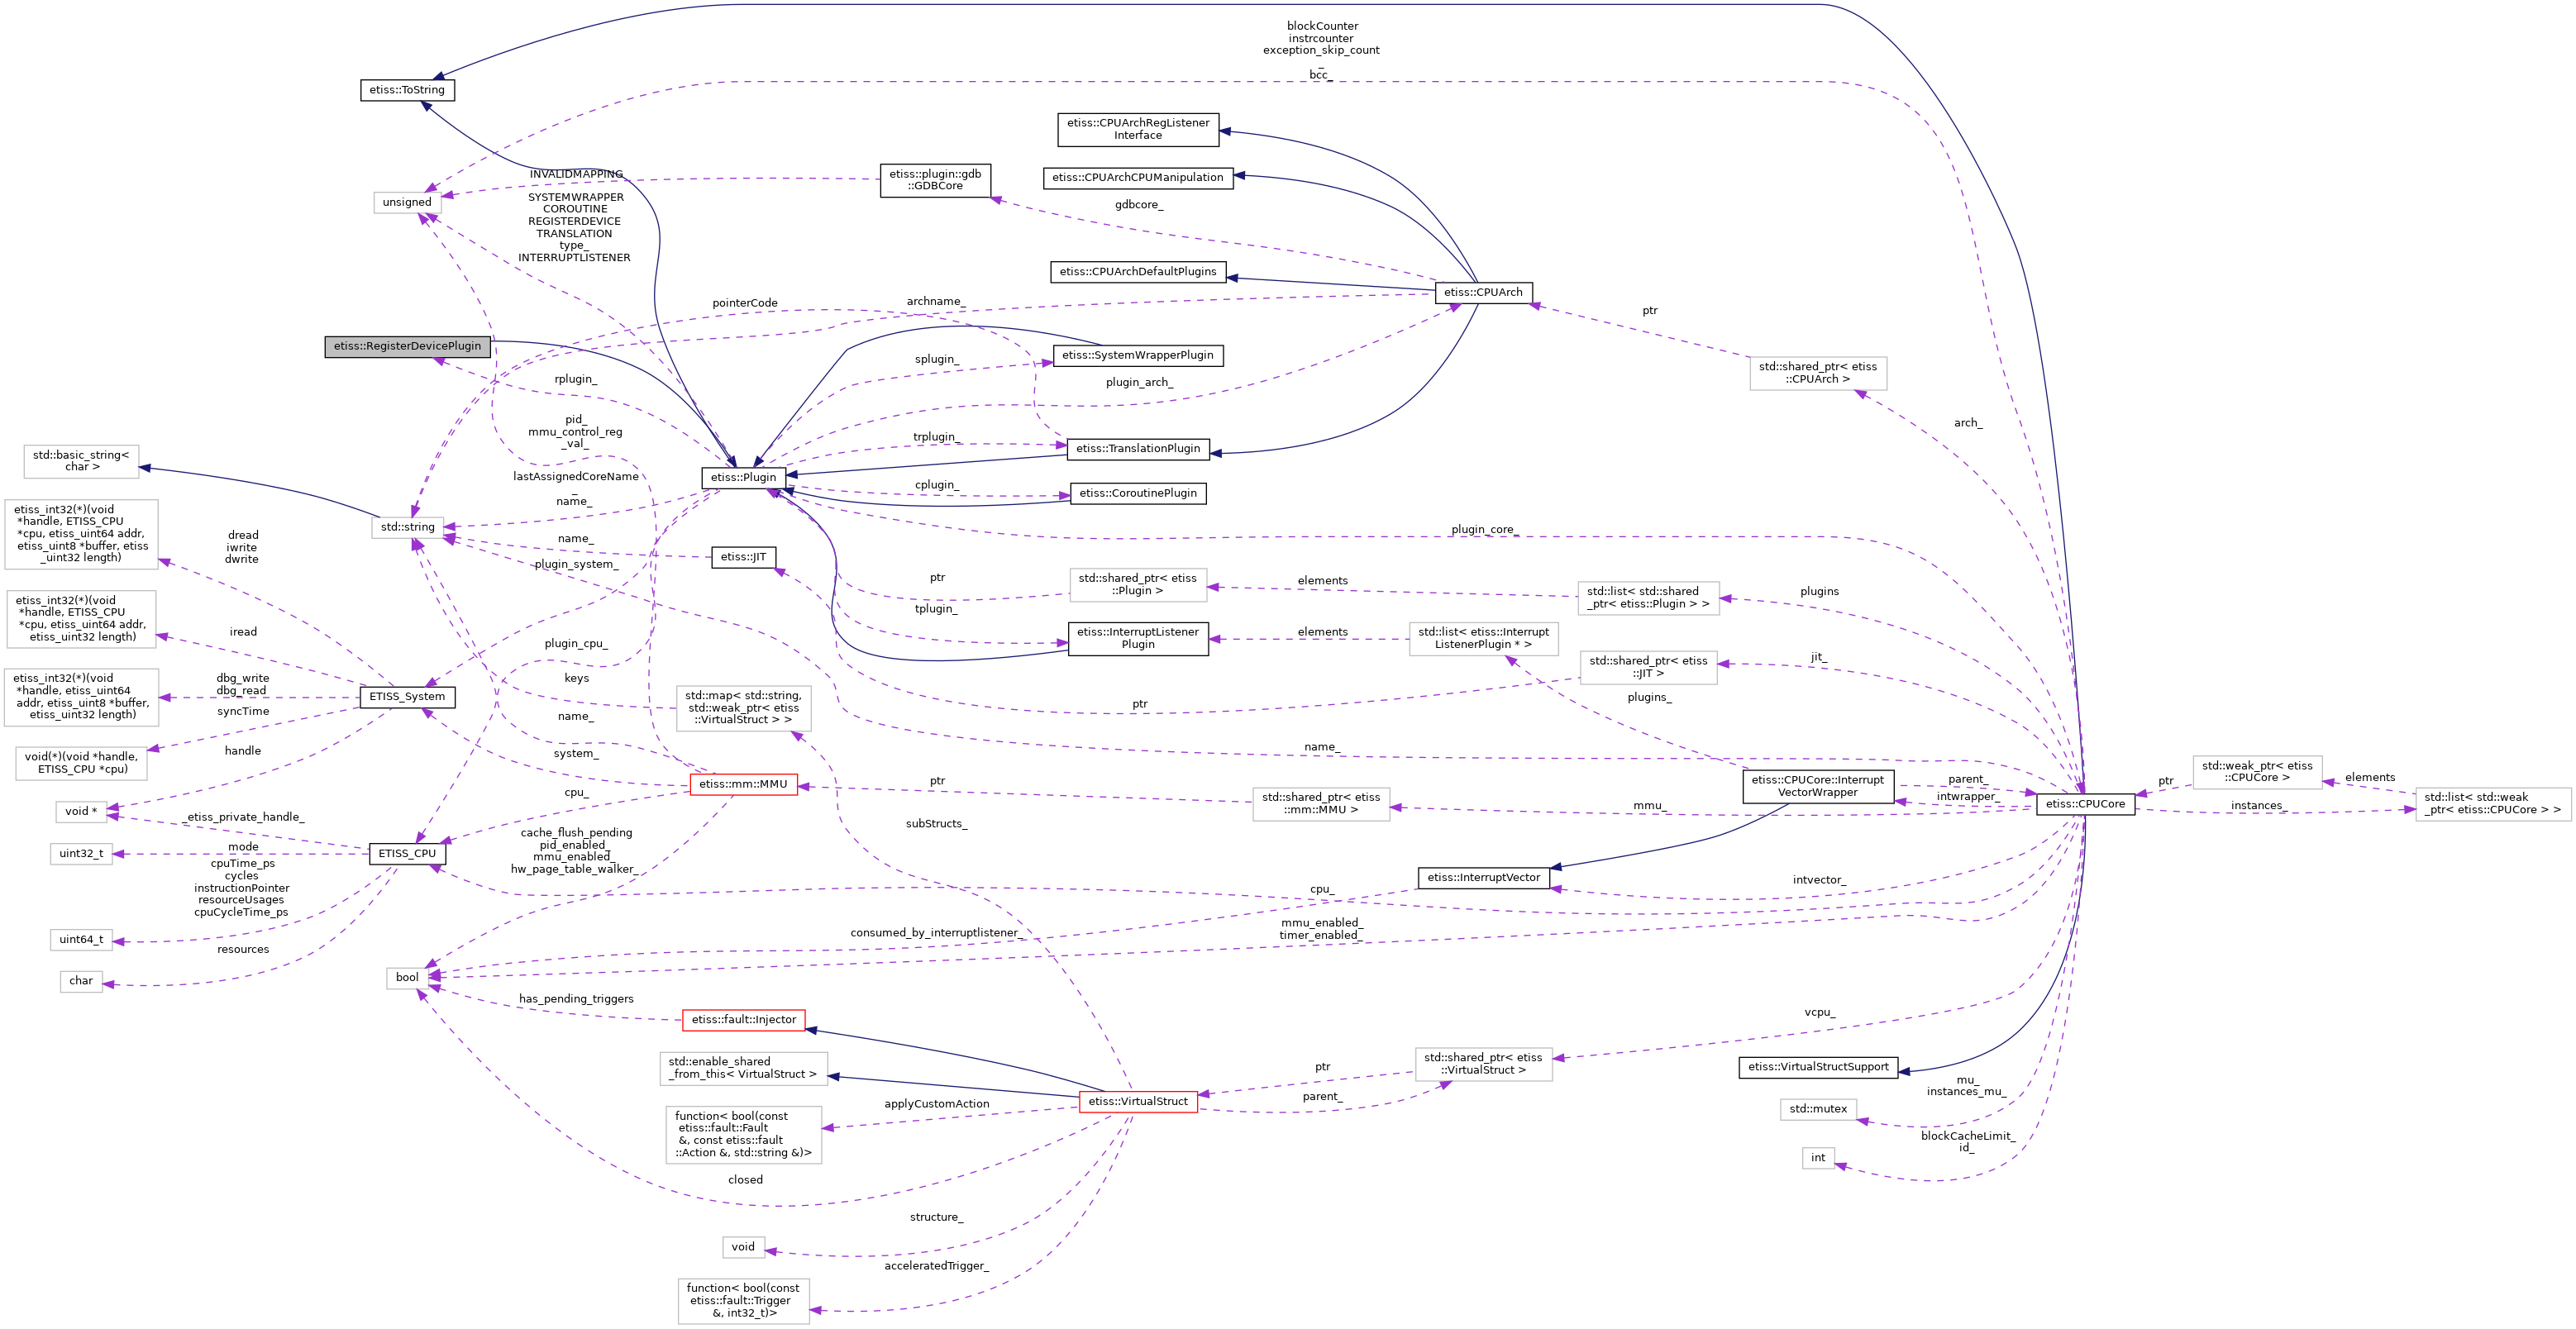 blockCounter
instrcounter
exception_skip_count
_
bcc_
etiss::ToString
etiss::CPUArchRegListener
Interface
etiss::plugin::gdb
::GDBCore
etiss::CPUArchCPUManipulation
INVALIDMAPPING
unsigned
SYSTEMWRAPPER
COROUTINE
REGISTERDEVICE
TRANSLATION
type_
INTERRUPTLISTENER
gdbcore_
etiss::CPUArchDefaultPlugins
etiss::CPUArch
pointerCode
archname_
ptr
etiss::RegisterDevicePlugin
splugin_
etiss::SystemWrapperPlugin
std::shared_ptr< etiss
::CPUArch >
rplugin_
plugin_arch_
arch_
pid_
mmu_control_reg
_val_
trplugin_
etiss::TranslationPlugin
std::basic_string<
char >
lastAssignedCoreName
_
name_
etiss::Plugin
cplugin_
etiss::CoroutinePlugin
etiss_int32(*)(void
*handle, ETISS_CPU
*cpu, etiss_uint64 addr,
etiss_uint8 *buffer, etiss
_uint32 length)
std::string
plugin_core_
dread
iwrite
dwrite
name_
etiss::JIT
plugin_system_
ptr
std::shared_ptr< etiss
::Plugin >
elements
std::list< std::shared
_ptr< etiss::Plugin > >
plugins
etiss_int32(*)(void
*handle, ETISS_CPU
*cpu, etiss_uint64 addr,
etiss_uint32 length)
iread
tplugin_
etiss::InterruptListener
Plugin
elements
std::list< etiss::Interrupt
ListenerPlugin * >
plugin_cpu_
std::shared_ptr< etiss
::JIT >
jit_
etiss_int32(*)(void
*handle, etiss_uint64
addr, etiss_uint8 *buffer,
etiss_uint32 length)
dbg_write
dbg_read
ETISS_System
keys
std::map< std::string,
std::weak_ptr< etiss
::VirtualStruct > >
ptr
plugins_
syncTime
name_
void(*)(void *handle,
ETISS_CPU *cpu)
handle
system_
name_
etiss::mm::MMU
ptr
std::shared_ptr< etiss
::mm::MMU >
mmu_
etiss::CPUCore::Interrupt
VectorWrapper
parent_
intwrapper_
etiss::CPUCore
ptr
std::weak_ptr< etiss
::CPUCore >
elements
instances_
std::list< std::weak
_ptr< etiss::CPUCore > >
void *
_etiss_private_handle_
cpu_
subStructs_
uint32_t
mode
ETISS_CPU
cache_flush_pending
pid_enabled_
mmu_enabled_
hw_page_table_walker_
cpuTime_ps
cycles
instructionPointer
resourceUsages
cpuCycleTime_ps
cpu_
etiss::InterruptVector
intvector_
uint64_t
consumed_by_interruptlistener_
mmu_enabled_
timer_enabled_
resources
char
bool
has_pending_triggers
etiss::fault::Injector
vcpu_
std::enable_shared
_from_this< VirtualStruct >
ptr
std::shared_ptr< etiss
::VirtualStruct >
etiss::VirtualStructSupport
etiss::VirtualStruct
parent_
mu_
instances_mu_
applyCustomAction
function< bool(const
etiss::fault::Fault
&, const etiss::fault
::Action &, std::string &)>
std::mutex
blockCacheLimit_
id_
int
closed
structure_
void
acceleratedTrigger_
function< bool(const
etiss::fault::Trigger
&, int32_t)>